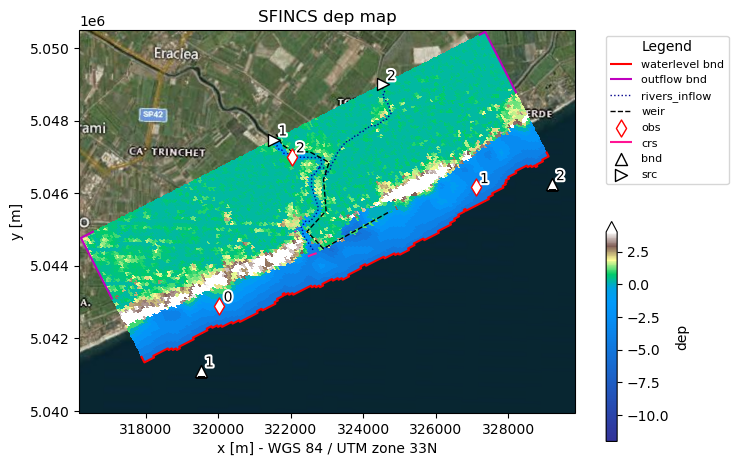 SFINCS dep map
1e6
5.050
5.048
5.046
5.044
5.042
5.040
y [m]
318000
320000
322000
324000
326000
328000
x [m] - WGS 84 / UTM zone 33N
Eraclea
SP42
ami
CA' TRINCHET
TO
ERDE
O
A.
1
2
2
1
2
0
1
Legend
waterlevel bnd
outflow bnd
rivers_inflow
weir
obs
crs
bnd
src
2.5
0.0
−2.5
−5.0
−7.5
−10.0
dep